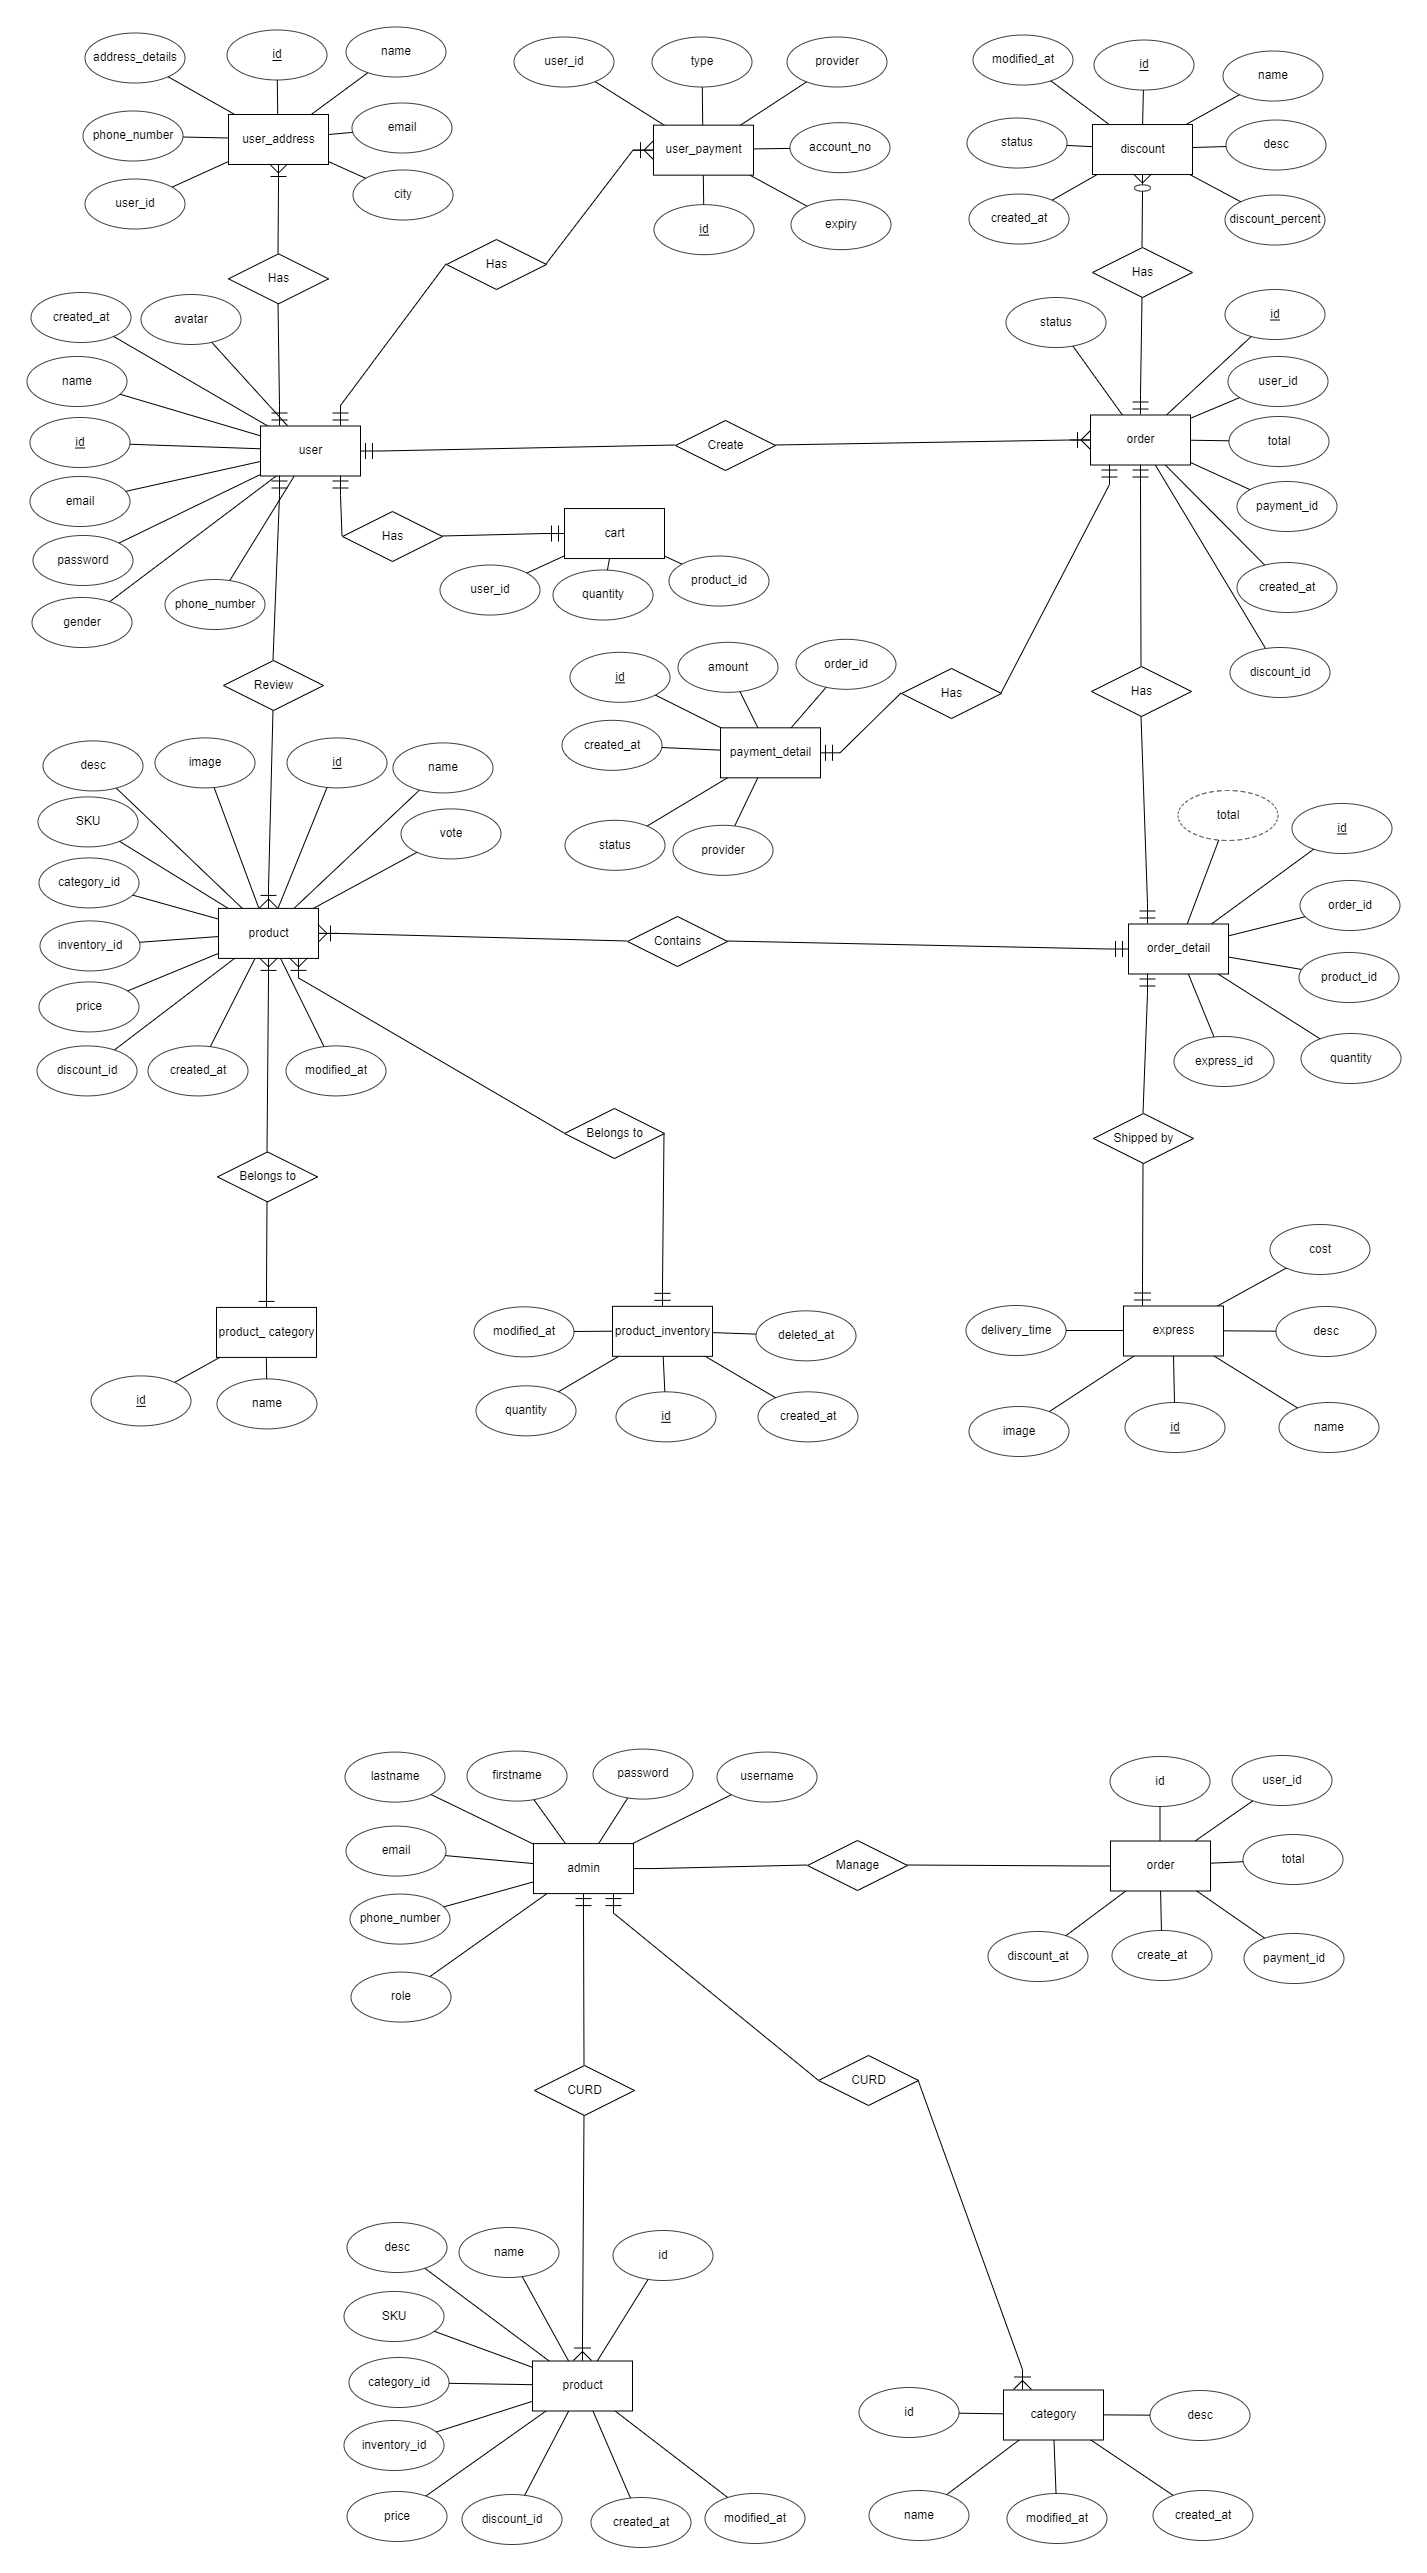 address_details
id
name
phone_number
user_address
email
user_id
city
user_id
type
provider
user_payment
account_no
id
expiry
modified_at
id
name
status
discount
desc
created_at
discount_percent
Has
Has
Has
created_at
avatar
name
id
email
password
gender
phone_number
user
Create
status
id
user_id
order
total
payment_id
created_at
discount_id
Has
cart
user_id
quantity
product_id
Review
id
amount
order_id
created_at
payment_detail
status
provider
Has
Has
desc
image
id
name
SKU
vote
category_id
product
inventory_id
price
discount_id
created_at
modified_at
Contains
total
id
order_id
order_detail
product_id
express_id
quantity
Belongs to
Belongs to
Shipped by
product_ category
id
name
modified_at
product_inventory
deleted_at
quantity
id
created_at
cost
delivery_time
express
desc
image
id
name
lastname
firstname
password
username
email
admin
phone_number
role
Manage
id
user_id
order
total
discount_at
create_at
payment_id
CURD
CURD
desc
name
id
SKU
category_id
product
inventory_id
price
discount_id
created_at
modified_at
id
category
desc
name
modified_at
created_at